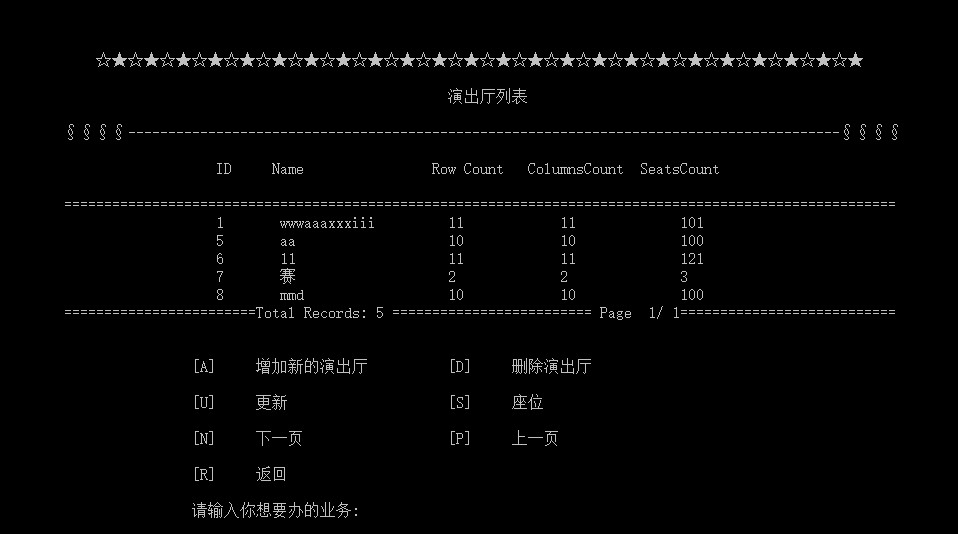 ☆★☆★☆★☆★☆★☆★☆★☆★☆★☆★☆★☆★☆★☆★☆★☆★☆★☆★☆★☆★☆★☆★☆★☆★
演出厅列表
§§§§-----------------------------------------------------------------------------------------§§§§
ID Name Row Count ColumnsCount SeatsCount
========================================================================================================
1 wwwaaaxxxiii 11 11 101
5 aa 10 10 100
6 11 11 11 121
7 赛 2 2 3
8 mmd 10 10 100
========================Total Records: 5 ========================= Page 1/ 1===========================
[A] 增加新的演出厅 [D] 删除演出厅
[U] 更新 [S] 座位
[N] 下一页 [P] 上一页
[R] 返回
请输入你想要办的业务: